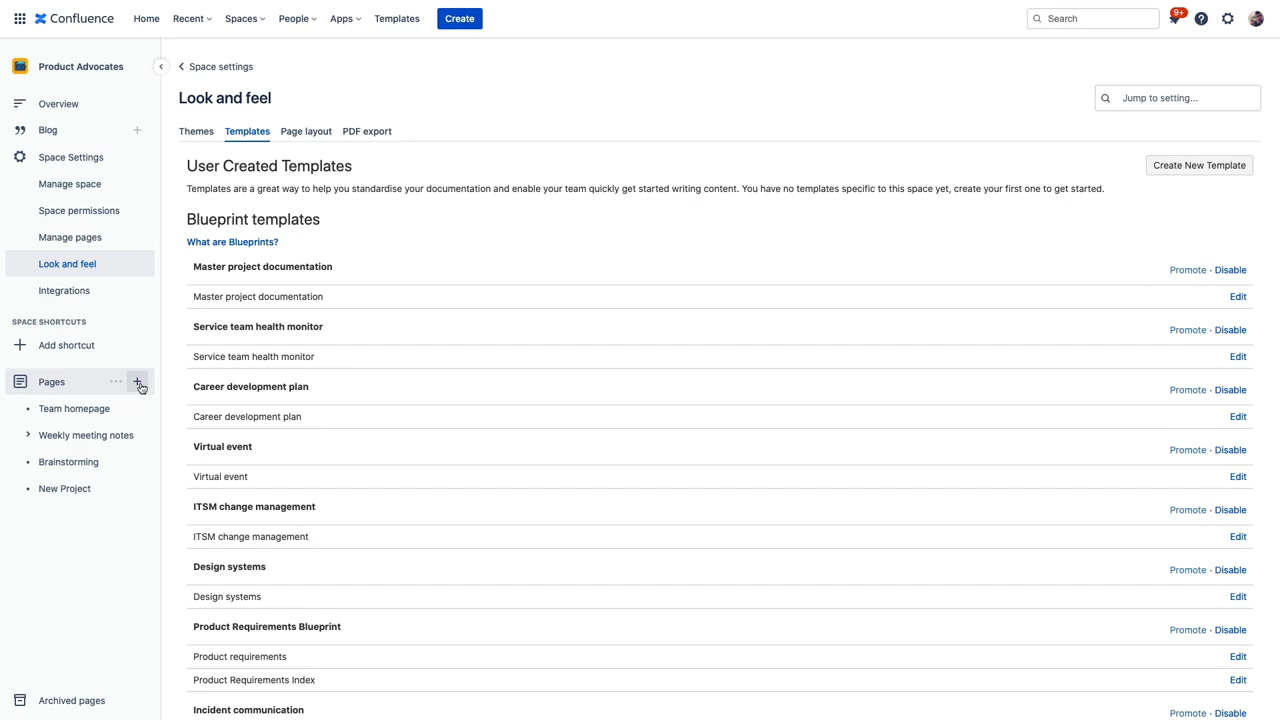 Confluence Home Recent Spaces People Apps Templates Create Search 9+
Product Advocates
Overview
Blog
Space Settings
Manage space
Space permissions
Manage pages
Look and feel
Integrations
SPACE SHORTCUTS
Add shortcut
Pages
Team homepage
Weekly meeting notes
Brainstorming
New Project
Archived pages
Space settings
Look and feel
Jump to setting...
Themes Templates Page layout PDF export
User Created Templates
Create New Template
Templates are a great way to help you standardise your documentation and enable your team quickly get started writing content. You have no templates specific to this space yet, create your first one to get started.
Blueprint templates
What are Blueprints?
Master project documentation Promote · Disable
Master project documentation Edit
Service team health monitor Promote · Disable
Service team health monitor Edit
Career development plan Promote · Disable
Career development plan Edit
Virtual event Promote · Disable
Virtual event Edit
ITSM change management Promote · Disable
ITSM change management Edit
Design systems Promote · Disable
Design systems Edit
Product Requirements Blueprint Promote · Disable
Product requirements Edit
Product Requirements Index Edit
Incident communication Promote · Disable